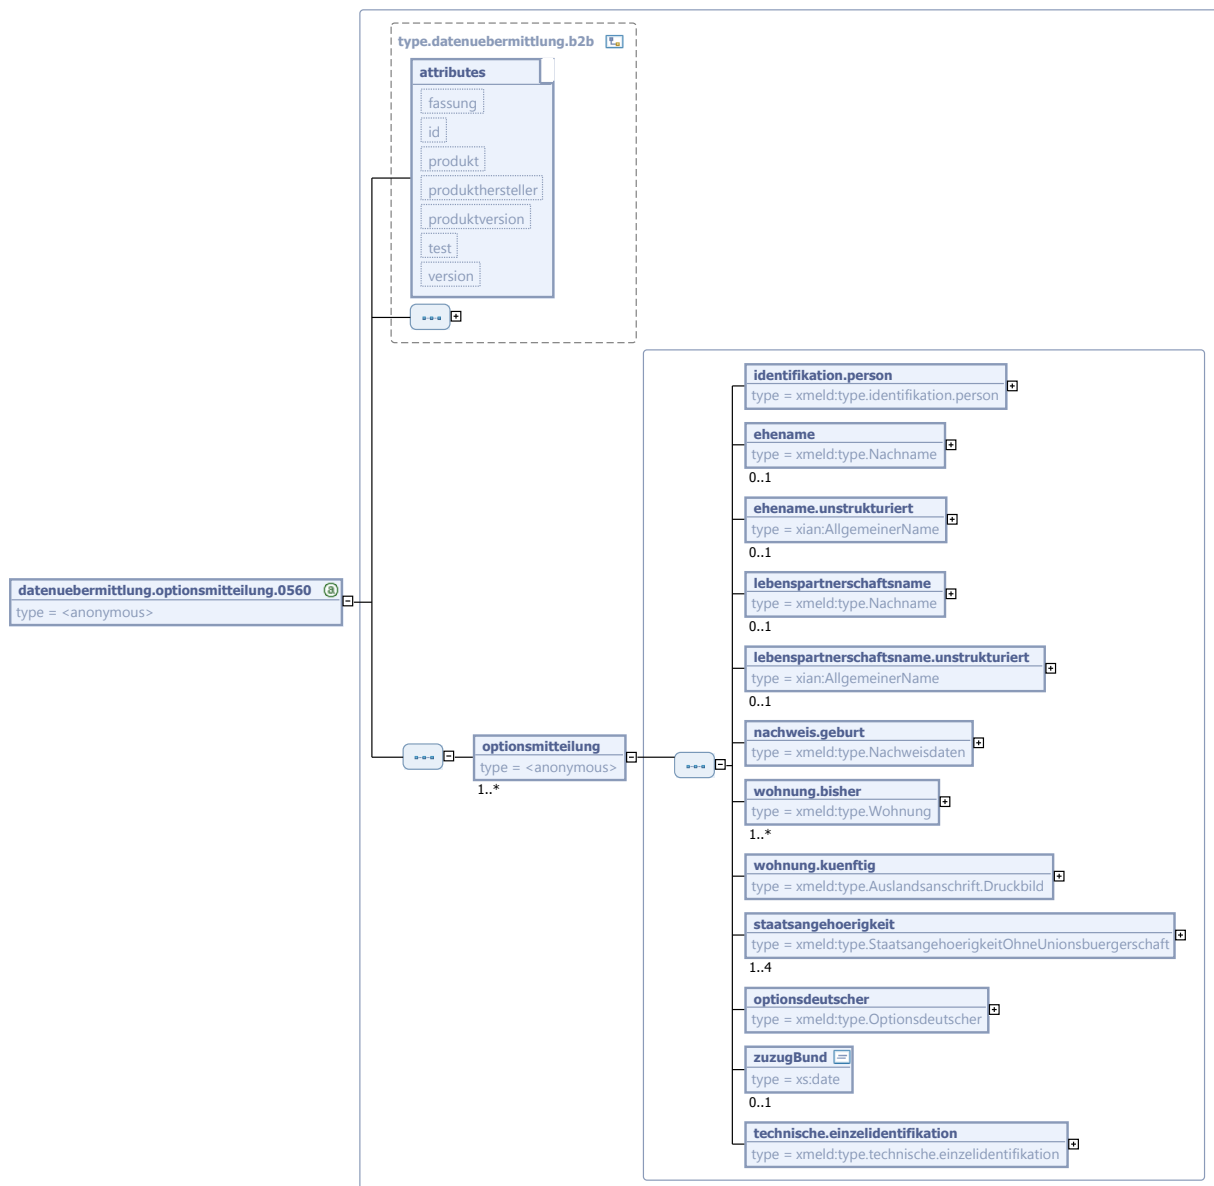 type.datenuebermittlung.b2b
attributes
fassung
id
produkt
produkthersteller
produktversion
test
version
datenuebermittlung.optionsmitteilung.0560 a
type = <anonymous>
optionsmitteilung
type = <anonymous>
1..*
identifikation.person
type = xmeld:type.identifikation.person
ehename
type = xmeld:type.Nachname
0..1
ehename.unstrukturiert
type = xian:AllgemeinerName
0..1
lebenspartnerschaftsname
type = xmeld:type.Nachname
0..1
lebenspartnerschaftsname.unstrukturiert
type = xian:AllgemeinerName
0..1
nachweis.geburt
type = xmeld:type.Nachweisdaten
wohnung.bisher
type = xmeld:type.Wohnung
1..*
wohnung.kuenftig
type = xmeld:type.Auslandsanschrift.Druckbild
staatsangehoerigkeit
type = xmeld:type.StaatsangehoerigkeitOhneUnionsbuergerschaft
1..4
optionsdeutscher
type = xmeld:type.Optionsdeutscher
zuzugBund
type = xs:date
0..1
technische.einzelidentifikation
type = xmeld:type.technische.einzelidentifikation